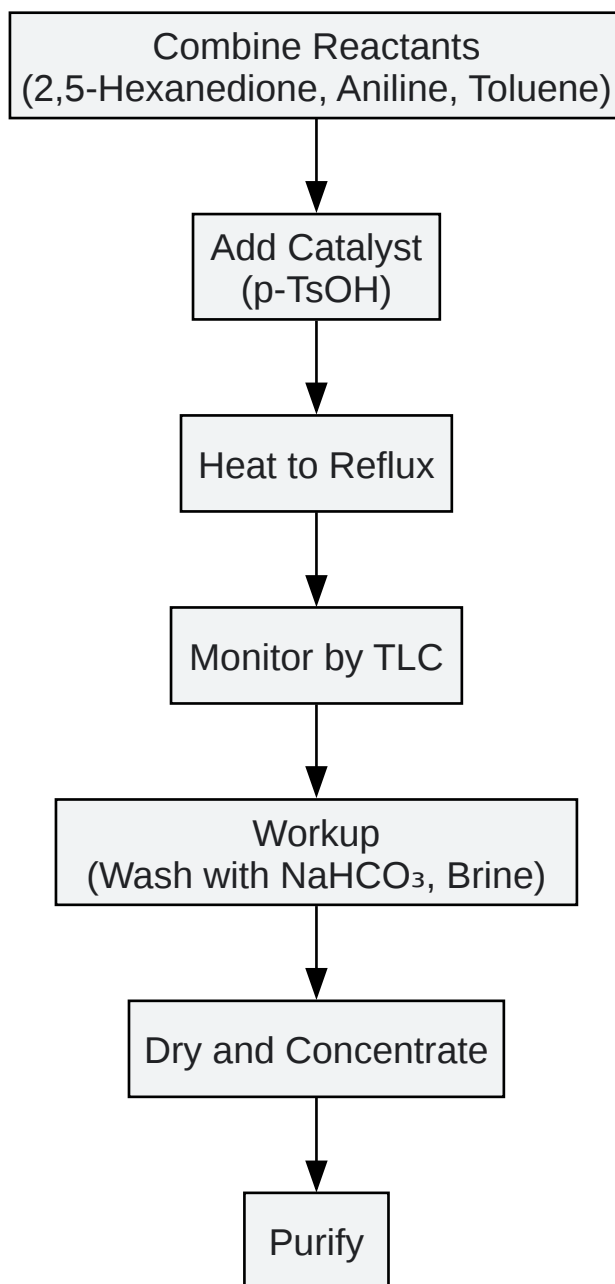 Combine Reactants
(2,5-Hexanedione, Aniline, Toluene)
Add Catalyst
(p-TsOH)
Heat to Reflux
Monitor by TLC
Workup
(Wash with NaHCO₃, Brine)
Dry and Concentrate
Purify